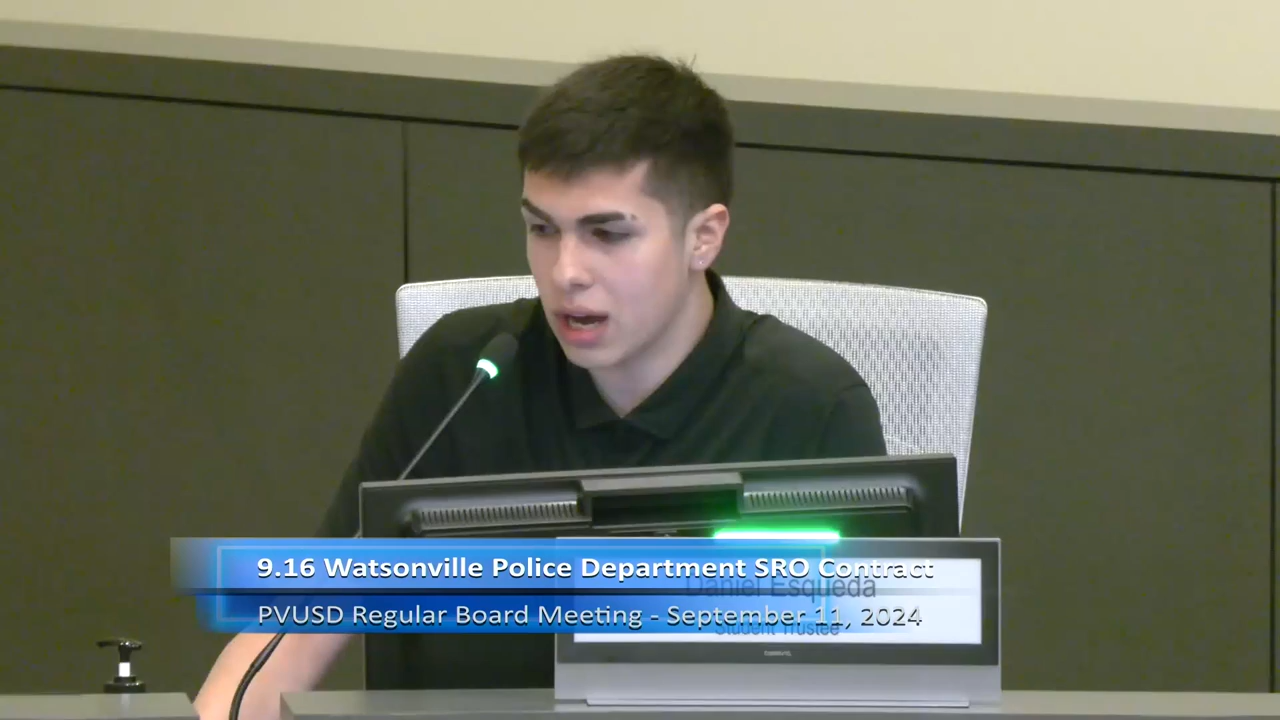 9.16 Watsonville Police Department SRO Contract
Daniel Esqueda
PVUSD Regular Board Meeting - September 11, 2024
Student Trustee